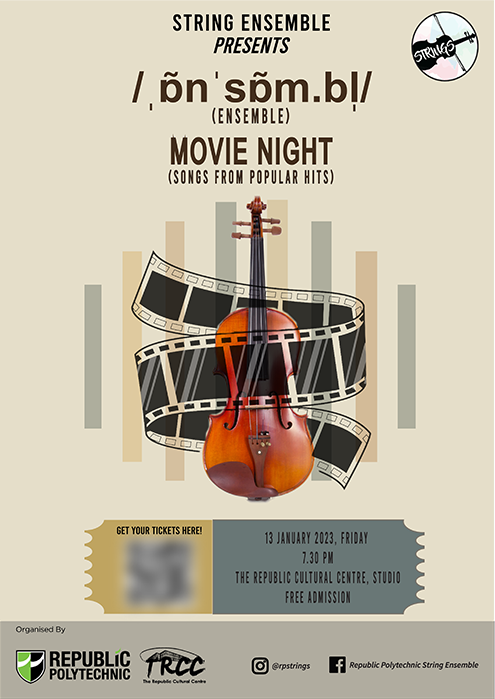 STRING ENSEMBLE
PRESENTS
STRINGS
/ˌɒ̃nˈsɒ̃m.bl̩/
(ENSEMBLE)
MOVIE NIGHT
(SONGS FROM POPULAR HITS)
GET YOUR TICKETS HERE!
13 JANUARY 2023, FRIDAY
7.30 PM
THE REPUBLIC CULTURAL CENTRE, STUDIO
FREE ADMISSION
Organised By
REPUBLIC
POLYTECHNIC
TRCC
The Republic Cultural Centre
@rpstrings
Republic Polytechnic String Ensemble